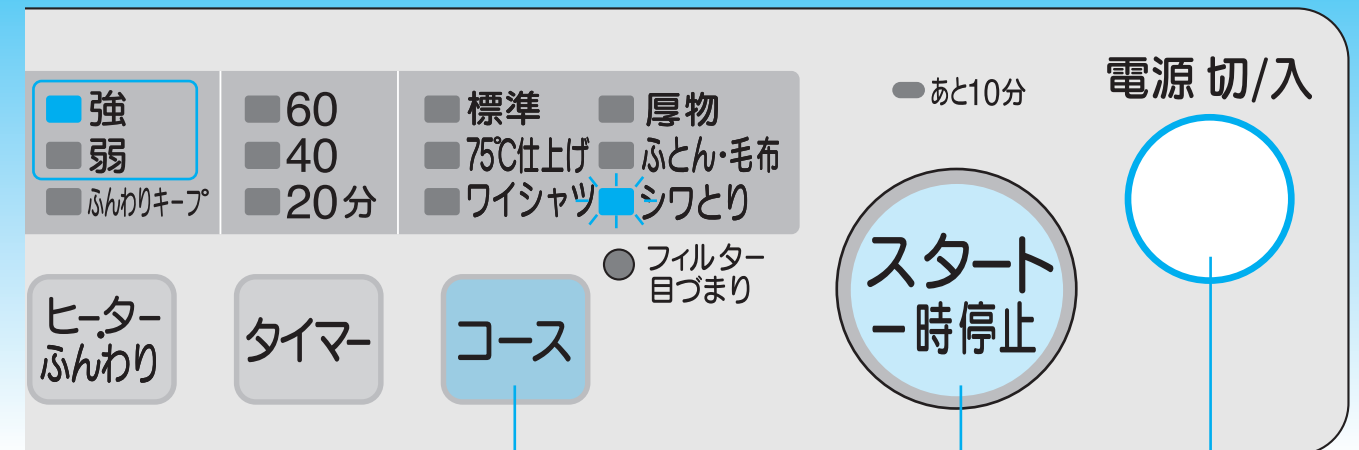 電源 切/入
あと10分
強
弱
ふんわりキープ
60
40
20分
標準
75℃仕上げ
ワイシャツ
厚物
ふとん・毛布
シワとり
フィルター
目づまり
ヒーター
・
ふんわり
タイマー
コース
スタート
一時停止